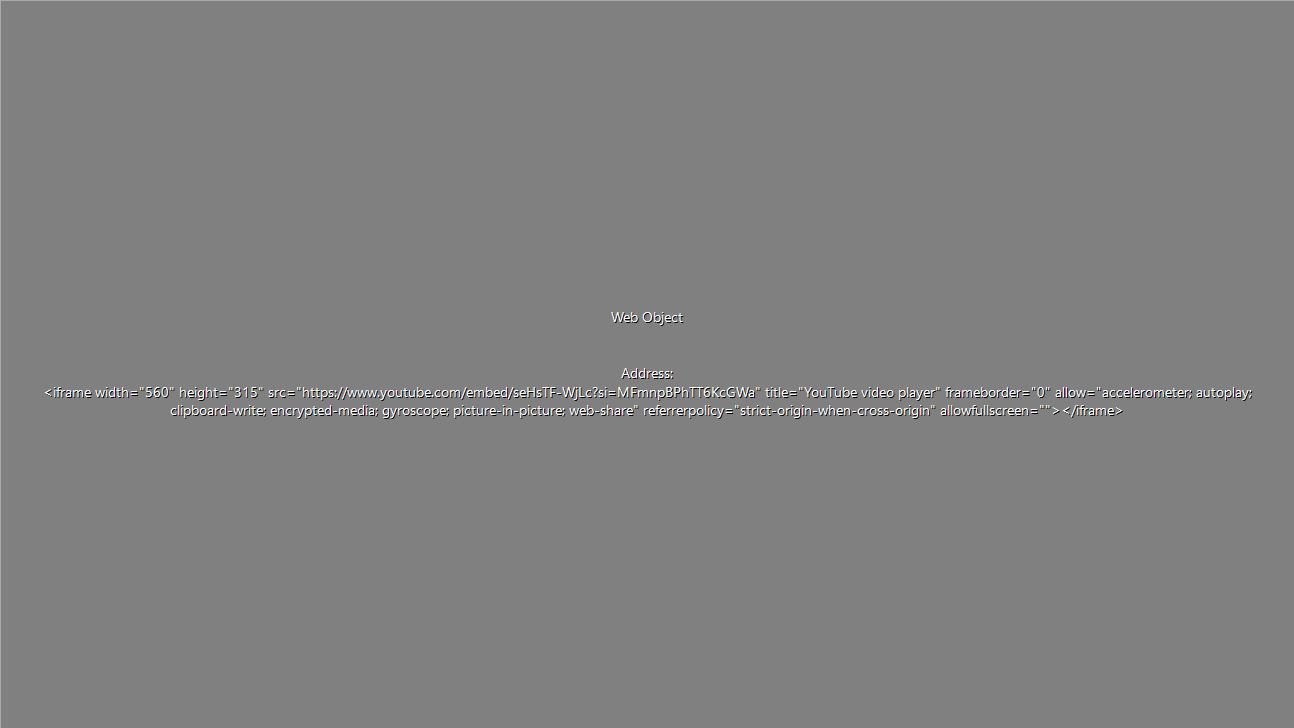 Web Object
Address:
<iframe width="560" height="315" src="https://www.youtube.com/embed/seHsTF-WjLc?si=MFmnpBPhTT6KcGWa" title="YouTube video player" frameborder="0" allow="accelerometer; autoplay;
clipboard-write; encrypted-media; gyroscope; picture-in-picture; web-share" referrerpolicy="strict-origin-when-cross-origin" allowfullscreen=""></iframe>